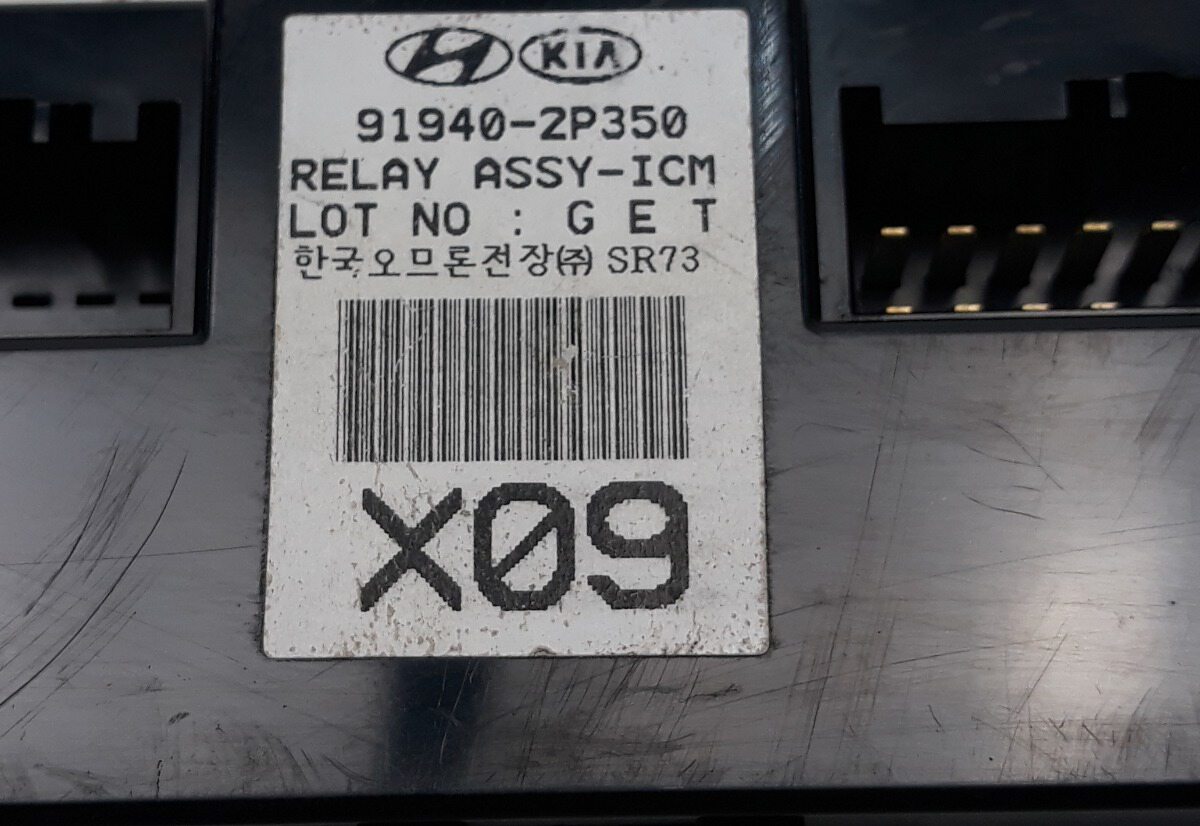 KIA
91940-2P350
RELAY ASSY-ICM
LOT NO : G E T
한국오므론전장㈜ SR73
X09